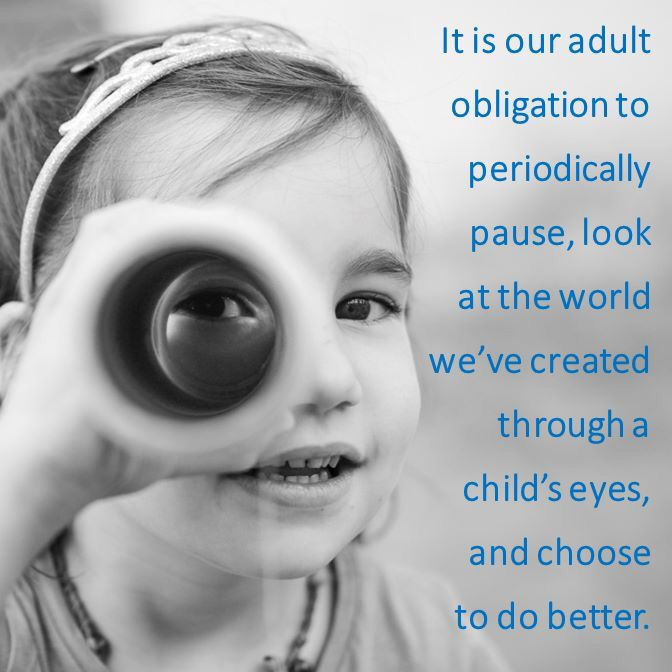 It is our adult
obligation to
periodically
pause, look
at the world
we’ve created
through a
child’s eyes,
and choose
to do better.